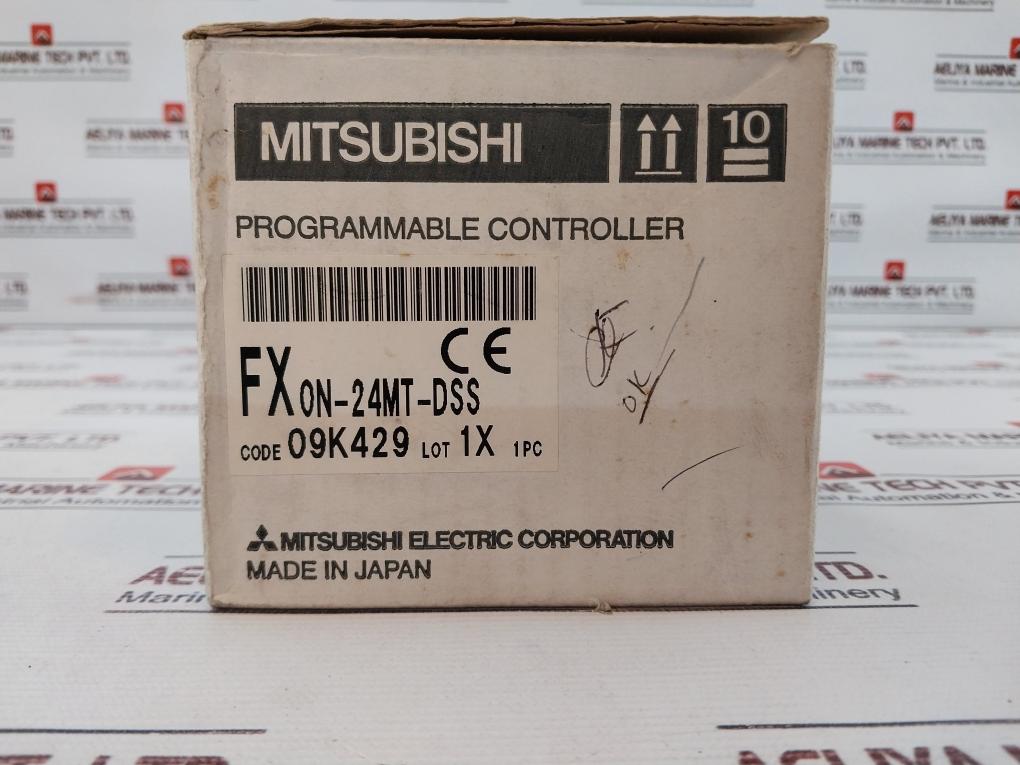 MITSUBISHI
10
PROGRAMMABLE CONTROLLER
CE
FX0N-24MT-DSS
CODE 09K429 LOT 1X 1PC
OK
MITSUBISHI ELECTRIC CORPORATION
MADE IN JAPAN